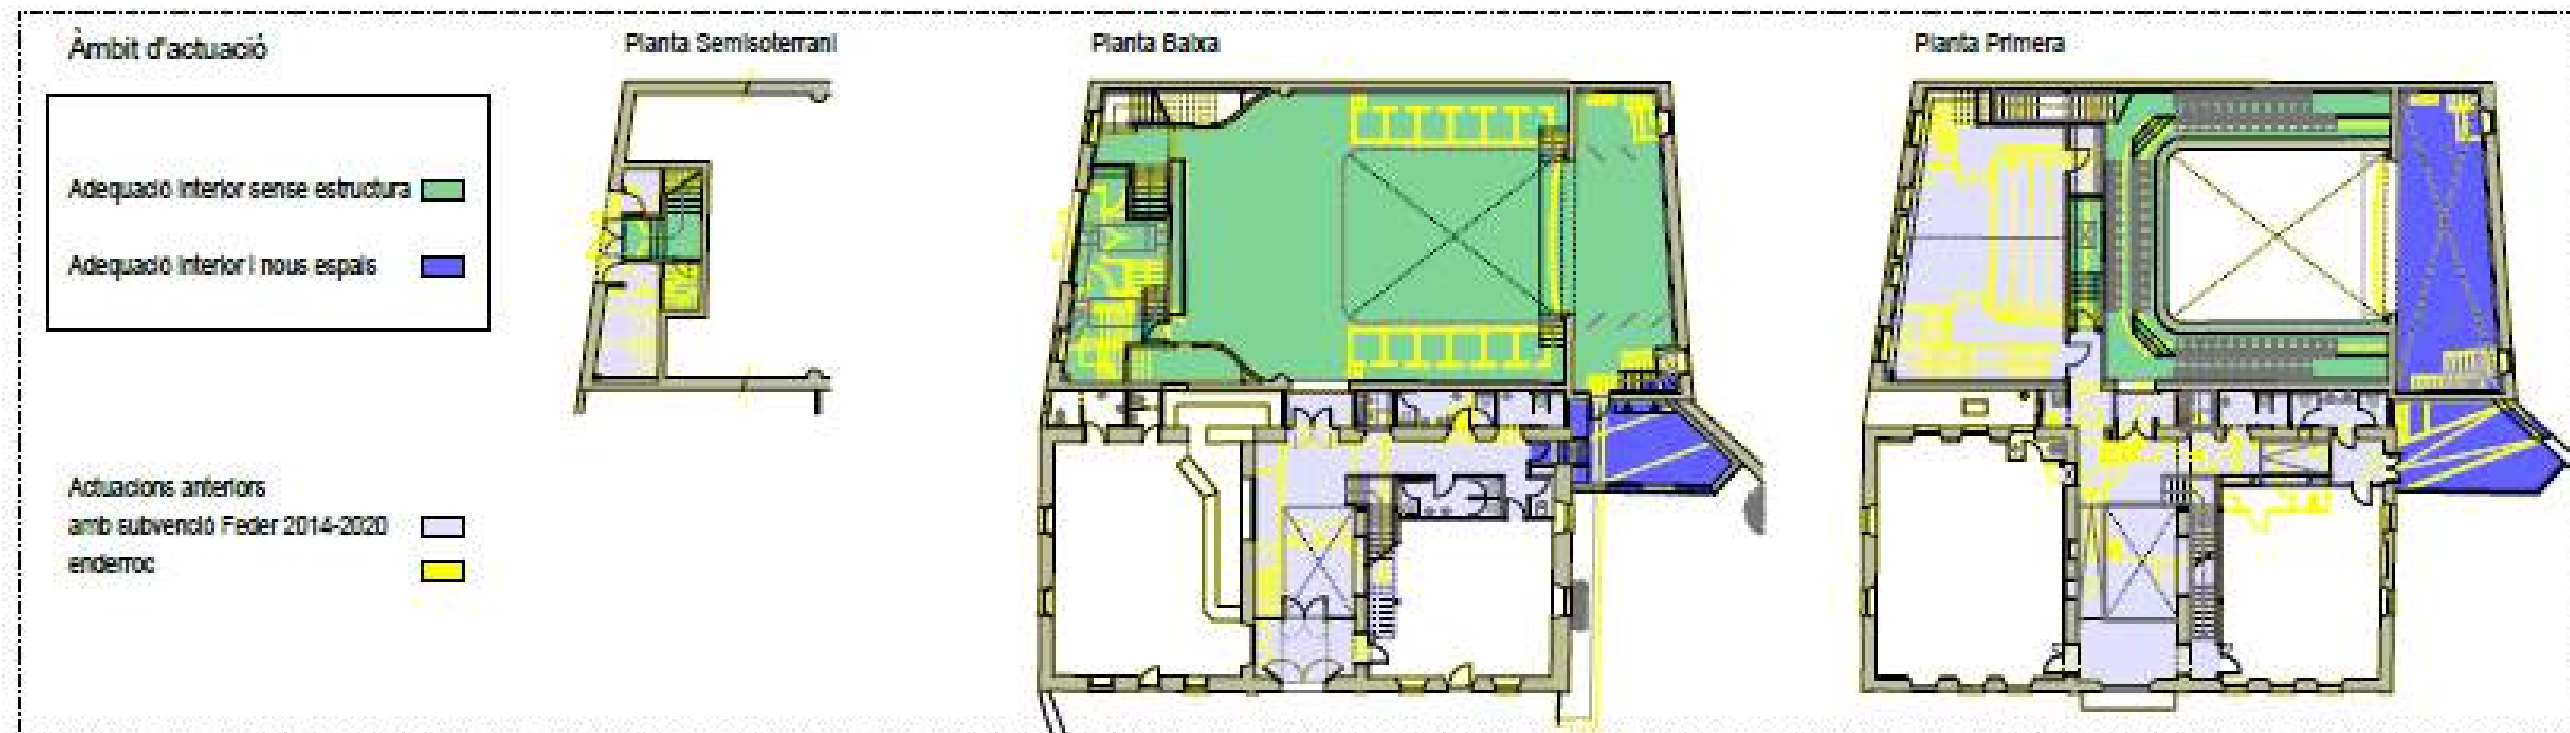 Àmbit d'actuació
Planta Semisoterrani
Planta Baixa
Planta Primera
Adequació interior sense estructura
Adequació interior i nous espais
Actuacions anteriors
amb subvenció Feder 2014-2020
enderroc